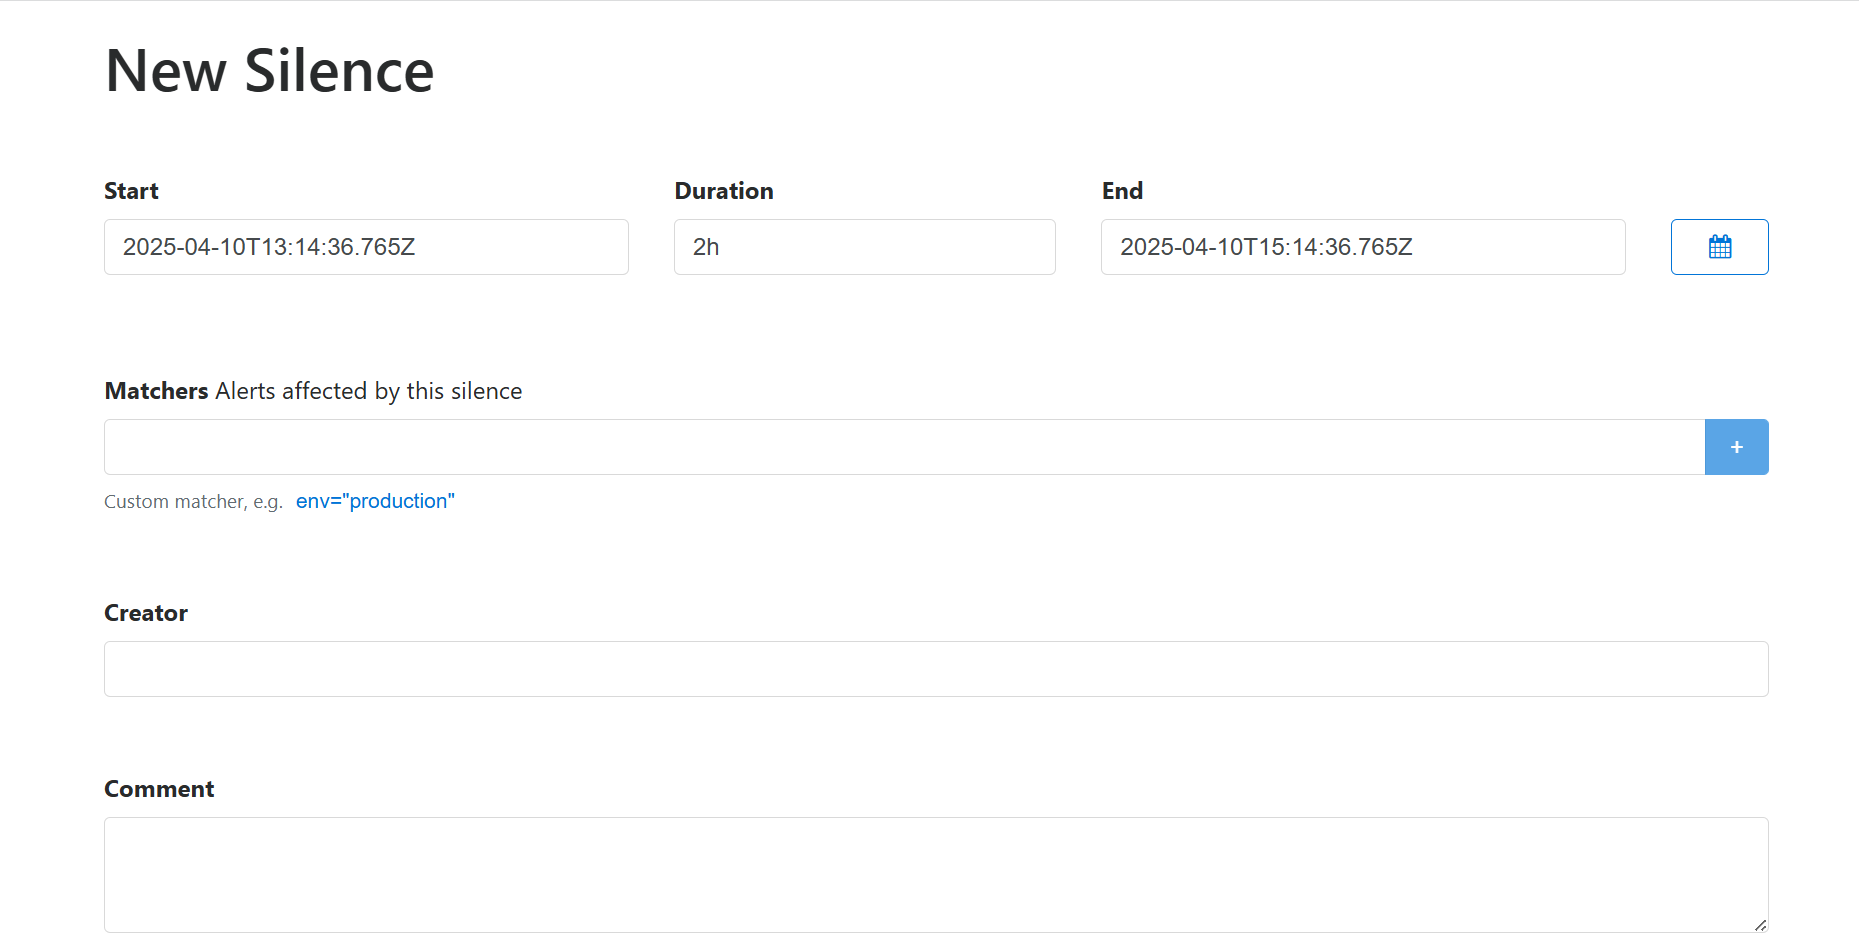 New Silence
Start Duration End
2025-04-10T13:14:36.765Z 2h 2025-04-10T15:14:36.765Z
Matchers Alerts affected by this silence
+
Custom matcher, e.g. env="production"
Creator
Comment